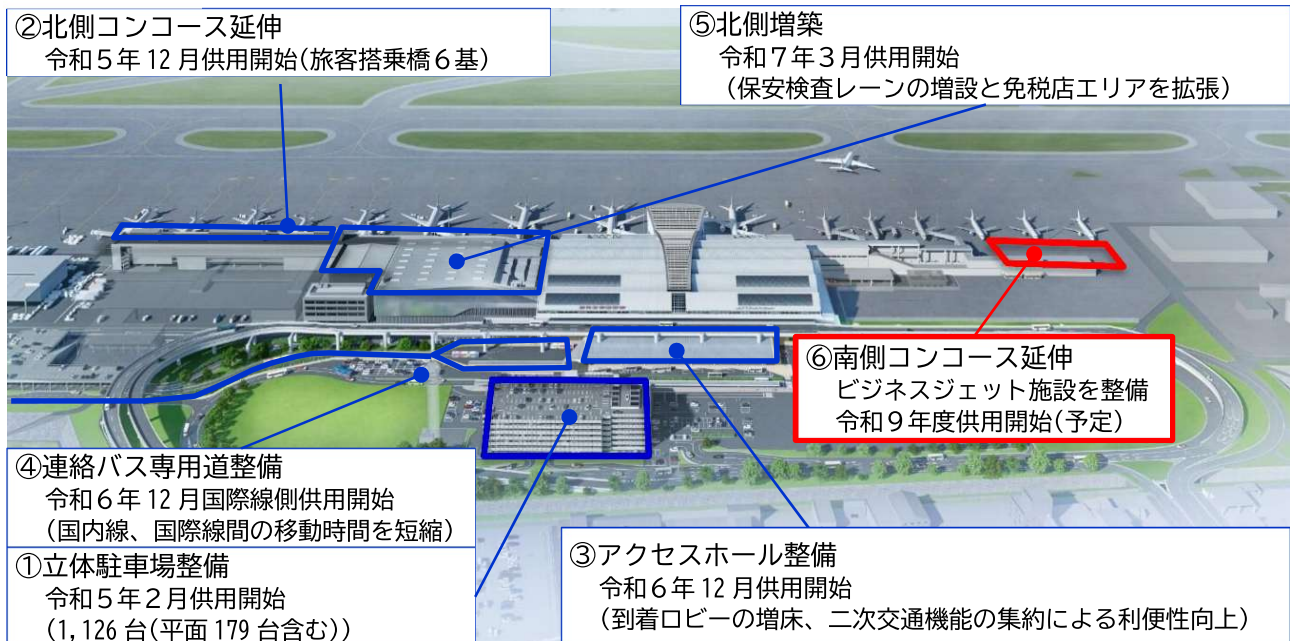 ②北側コンコース延伸
令和5年12月供用開始(旅客搭乗橋6基)
⑤北側増築
令和7年3月供用開始
(保安検査レーンの増設と免税店エリアを拡張)
⑥南側コンコース延伸
ビジネスジェット施設を整備
令和9年度供用開始(予定)
④連絡バス専用道整備
令和6年12月国際線側供用開始
(国内線、国際線間の移動時間を短縮)
①立体駐車場整備
令和5年2月供用開始
(1,126台(平面179台含む))
③アクセスホール整備
令和6年12月供用開始
(到着ロビーの増床、二次交通機能の集約による利便性向上)